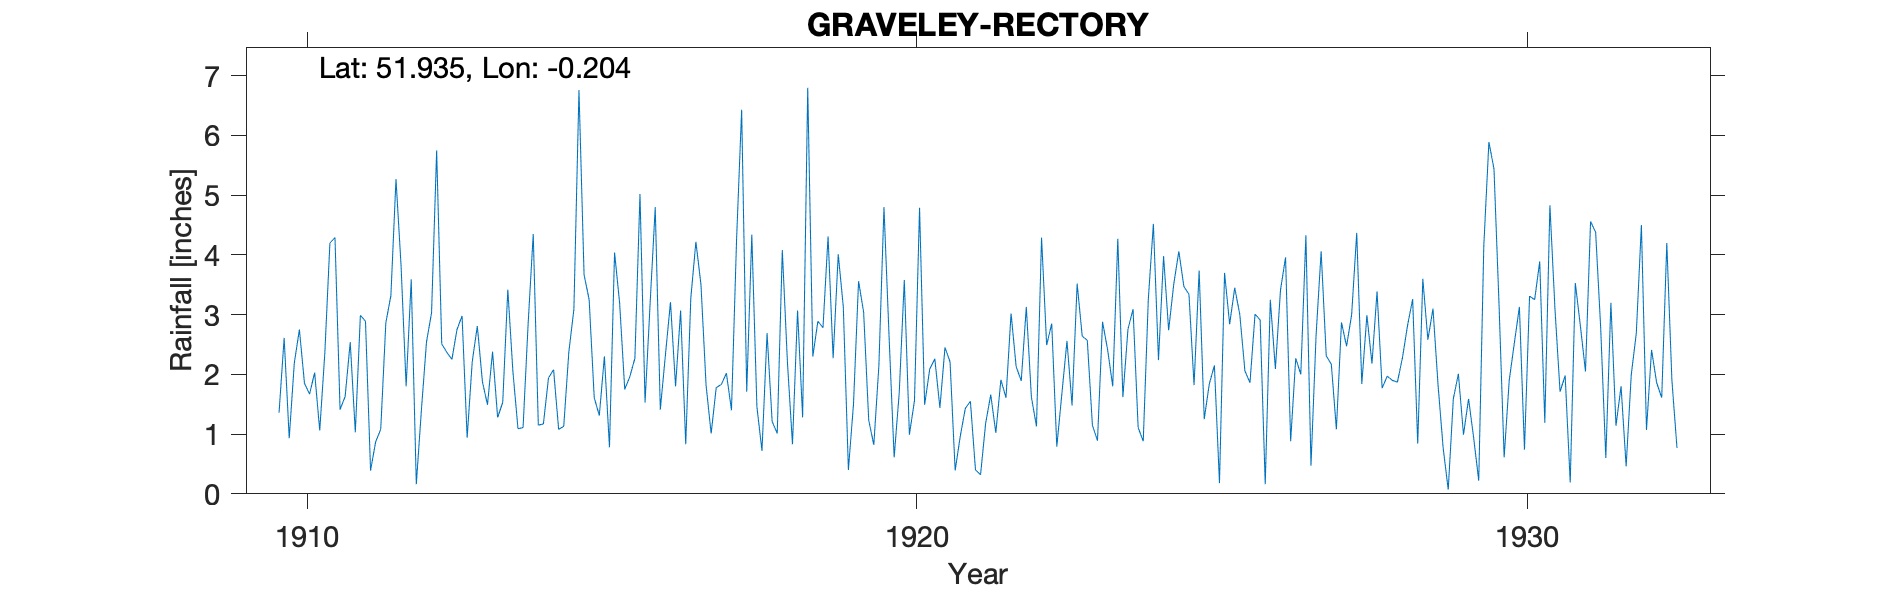 GRAVELEY-RECTORY
Lat: 51.935, Lon: -0.204
7
6
5
4
3
2
1
0
Rainfall [inches]
1910 1920 1930
Year